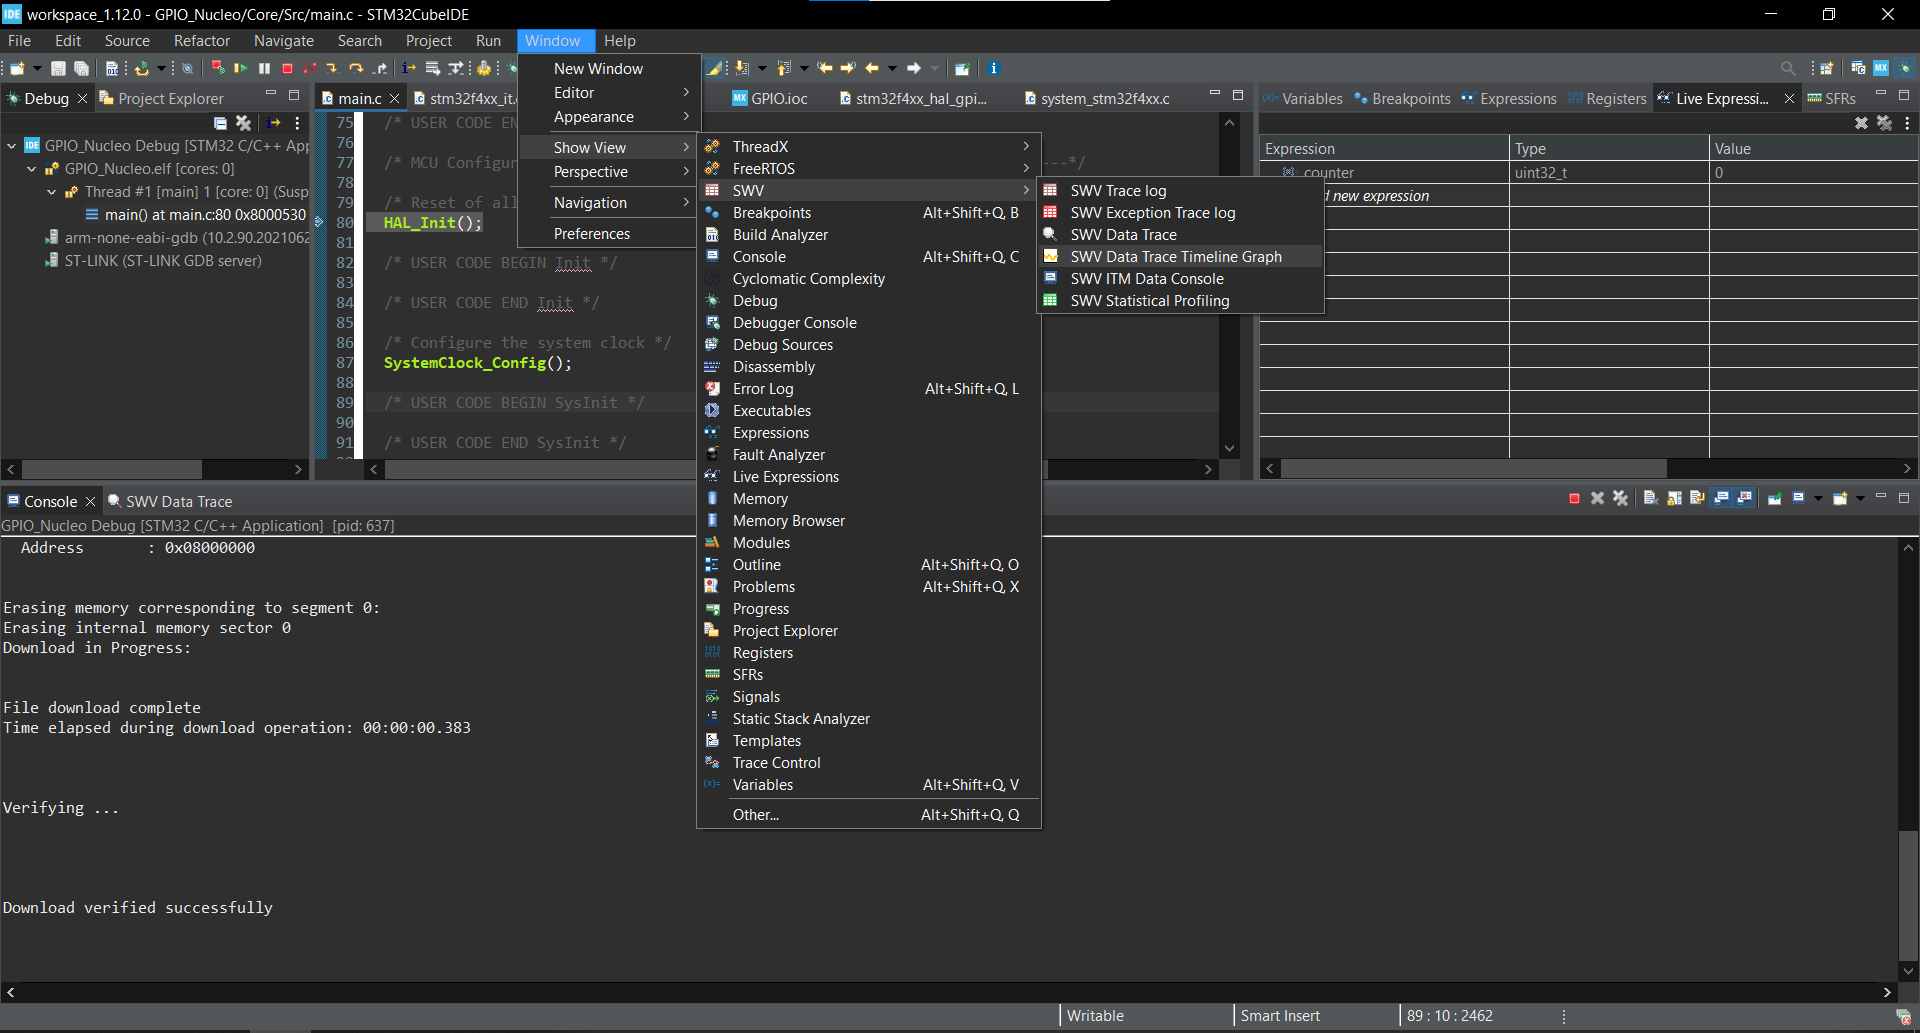 workspace_1.12.0 - GPIO_Nucleo/Core/Src/main.c - STM32CubeIDE
File Edit Source Refactor Navigate Search Project Run Window Help
New Window
Editor
Appearance
Show View
Perspective
Navigation
Preferences
Debug Project Explorer
main.c stm32f4xx_it. GPIO.ioc stm32f4xx_hal_gpi... system_stm32f4xx.c
Variables Breakpoints Expressions Registers Live Expressi... SFRs
GPIO_Nucleo Debug [STM32 C/C++ App
GPIO_Nucleo.elf [cores: 0]
Thread #1 [main] 1 [core: 0] (Susp
main() at main.c:80 0x8000530
arm-none-eabi-gdb (10.2.90.2021062
ST-LINK (ST-LINK GDB server)
75 /* USER CODE EN
76
77 /* MCU Configur ---*/
78
79 /* Reset of all
80 HAL_Init();
81
82 /* USER CODE BEGIN Init */
83
84 /* USER CODE END Init */
85
86 /* Configure the system clock */
87 SystemClock_Config();
88
89 /* USER CODE BEGIN SysInit */
90
91 /* USER CODE END SysInit */
ThreadX
FreeRTOS
SWV
Breakpoints Alt+Shift+Q, B
Build Analyzer
Console Alt+Shift+Q, C
Cyclomatic Complexity
Debug
Debugger Console
Debug Sources
Disassembly
Error Log Alt+Shift+Q, L
Executables
Expressions
Fault Analyzer
Live Expressions
Memory
Memory Browser
Modules
Outline Alt+Shift+Q, O
Problems Alt+Shift+Q, X
Progress
Project Explorer
Registers
SFRs
Signals
Static Stack Analyzer
Templates
Trace Control
Variables Alt+Shift+Q, V
Other... Alt+Shift+Q, Q
SWV Trace log
SWV Exception Trace log
SWV Data Trace
SWV Data Trace Timeline Graph
SWV ITM Data Console
SWV Statistical Profiling
Expression Type Value
counter uint32_t 0
new expression
Console SWV Data Trace
GPIO_Nucleo Debug [STM32 C/C++ Application] [pid: 637]
Address : 0x08000000
Erasing memory corresponding to segment 0:
Erasing internal memory sector 0
Download in Progress:
File download complete
Time elapsed during download operation: 00:00:00.383
Verifying ...
Download verified successfully
Writable Smart Insert 89 : 10 : 2462